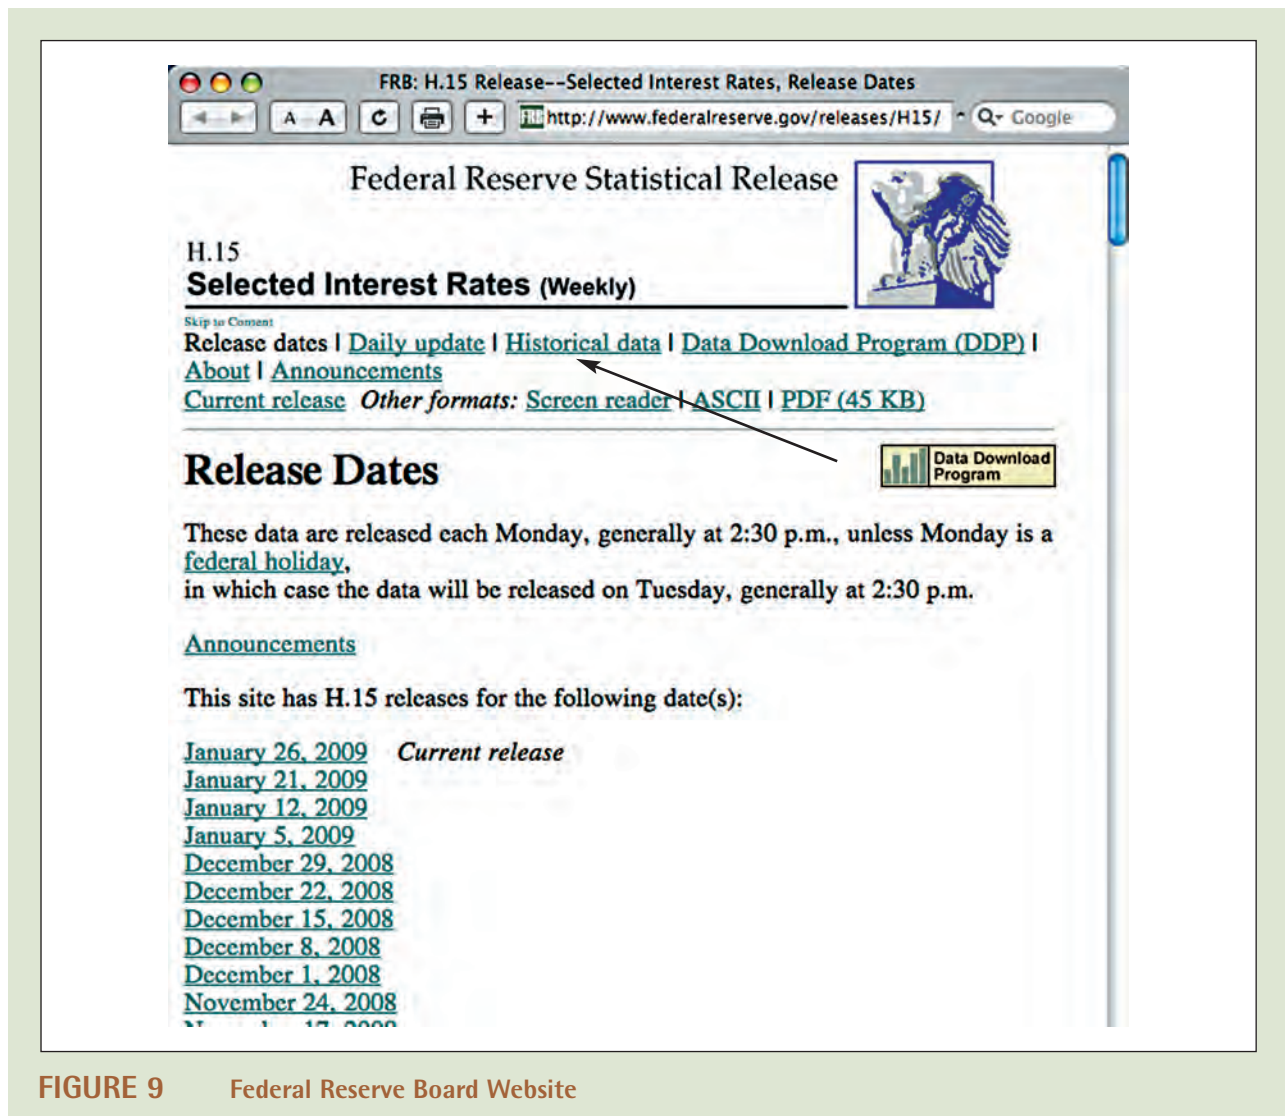 FRB: H.15 Release--Selected Interest Rates, Release Dates
A A + http://www.federalreserve.gov/releases/H15/ Google
Federal Reserve Statistical Release
H.15
Selected Interest Rates (Weekly)
Skip to Content
Release dates | Daily update | Historical data | Data Download Program (DDP) |
About | Announcements
Current release Other formats: Screen reader | ASCII | PDF (45 KB)
Release Dates
Data Download
Program
These data are released each Monday, generally at 2:30 p.m., unless Monday is a
federal holiday,
in which case the data will be released on Tuesday, generally at 2:30 p.m.
Announcements
This site has H.15 releases for the following date(s):
January 26, 2009 Current release
January 21, 2009
January 12, 2009
January 5, 2009
December 29, 2008
December 22, 2008
December 15, 2008
December 8, 2008
December 1, 2008
November 24, 2008
FIGURE 9 Federal Reserve Board Website